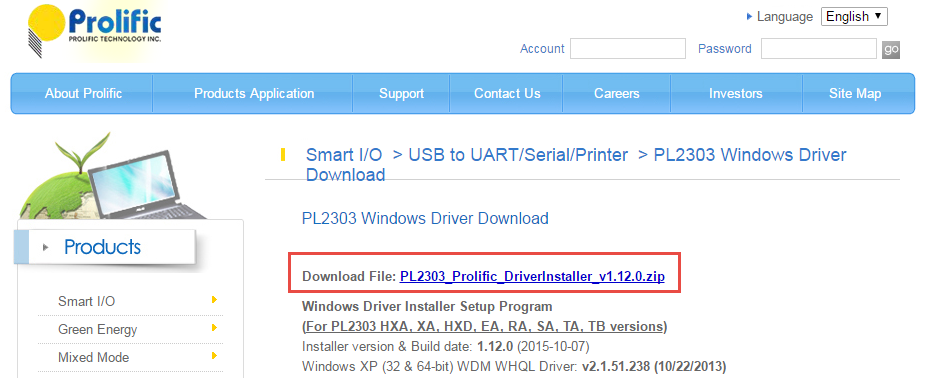 Prolific
PROLIFIC TECHNOLOGY INC.
Language English
Account Password go
About Prolific Products Application Support Contact Us Careers Investors Site Map
Smart I/O > USB to UART/Serial/Printer > PL2303 Windows Driver
Download
PL2303 Windows Driver Download
Products
Download File: PL2303_Prolific_DriverInstaller_v1.12.0.zip
Smart I/O
Green Energy
Mixed Mode
Windows Driver Installer Setup Program
(For PL2303 HXA, XA, HXD, EA, RA, SA, TA, TB versions)
Installer version & Build date: 1.12.0 (2015-10-07)
Windows XP (32 & 64-bit) WDM WHQL Driver: v2.1.51.238 (10/22/2013)